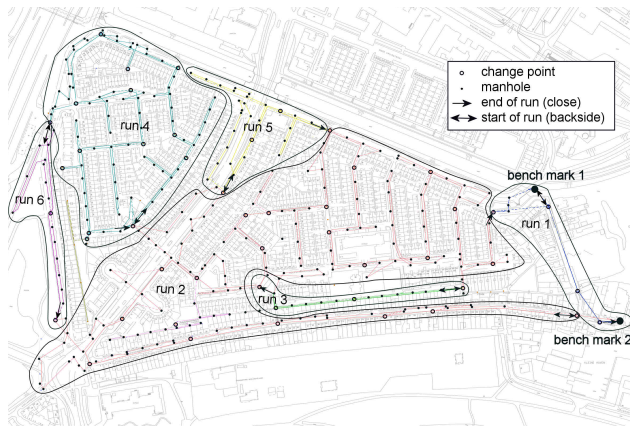 change point
manhole
end of run (close)
start of run (backside)
run 4
run 5
run 6
bench mark 1
run 1
run 2
run 3
bench mark 2